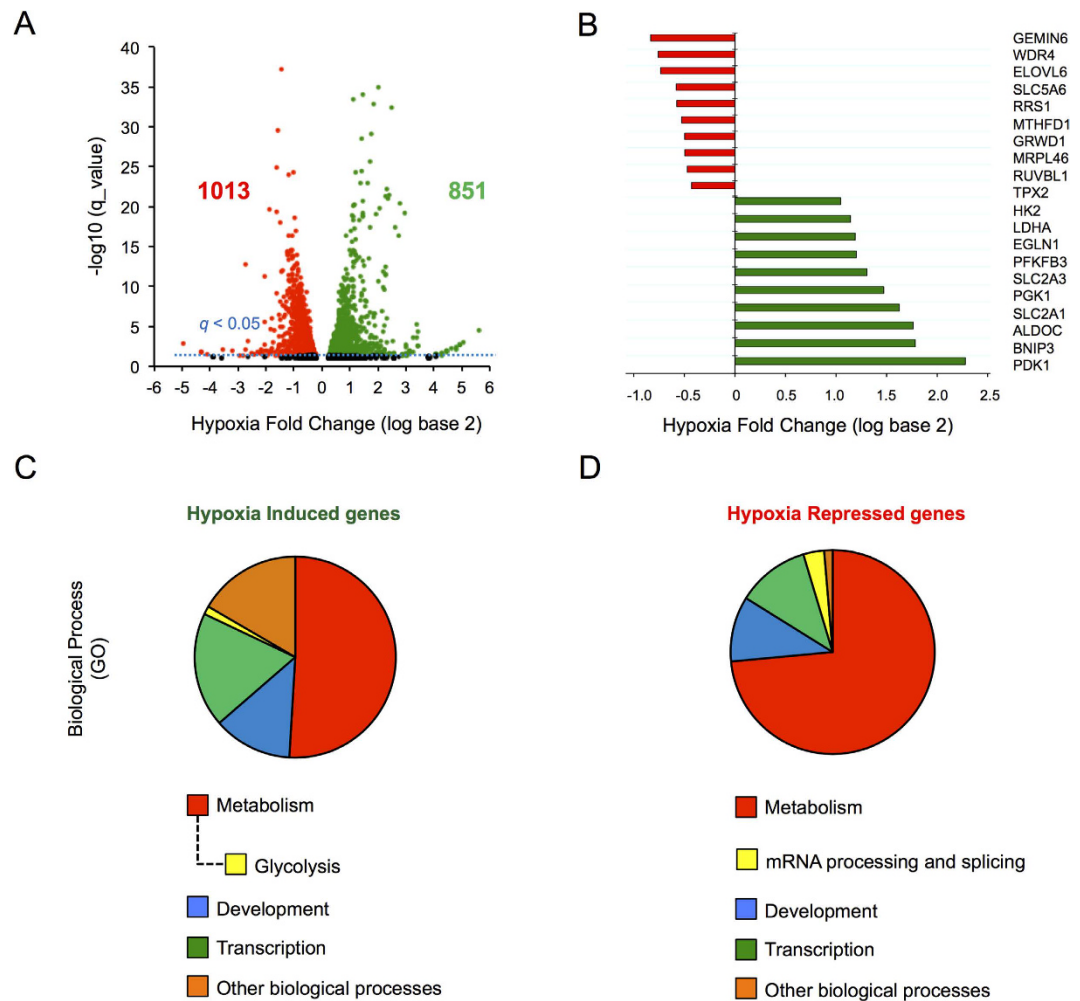 A
40
35
30
25
20
15
10
5
0
-log10 (q_value)
1013
851
q < 0.05
-6 -5 -4 -3 -2 -1 0 1 2 3 4 5 6
Hypoxia Fold Change (log base 2)
B
GEMIN6
WDR4
ELOVL6
SLC5A6
RRS1
MTHFD1
GRWD1
MRPL46
RUVBL1
TPX2
HK2
LDHA
EGLN1
PFKFB3
SLC2A3
PGK1
SLC2A1
ALDOC
BNIP3
PDK1
-1.0 -0.5 0 0.5 1.0 1.5 2.0 2.5
Hypoxia Fold Change (log base 2)
C
Hypoxia Induced genes
Biological Process
(GO)
Metabolism
Glycolysis
Development
Transcription
Other biological processes
D
Hypoxia Repressed genes
Metabolism
mRNA processing and splicing
Development
Transcription
Other biological processes